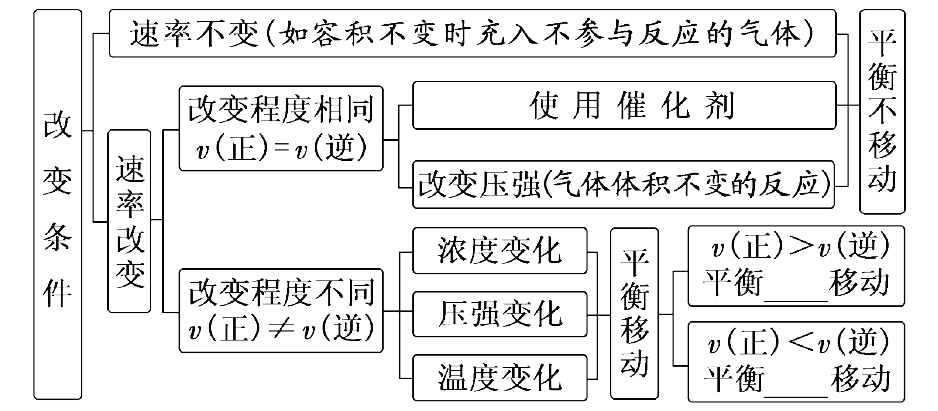 改变条件
速率不变(如容积不变时充入不参与反应的气体)
速率改变
改变程度相同
v(正)=v(逆)
使用催化剂
改变压强(气体体积不变的反应)
平衡不移动
改变程度不同
v(正)≠v(逆)
浓度变化
压强变化
温度变化
平衡移动
v(正)>v(逆)
平衡____移动
v(正)<v(逆)
平衡____移动